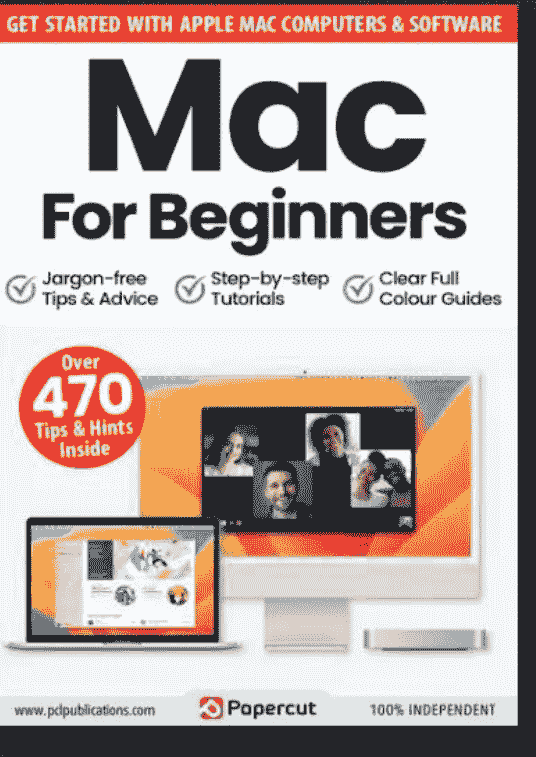 GET STARTED WITH APPLE MAC COMPUTERS & SOFTWARE
Mac
For Beginners
Jargon-free
Tips & Advice
Step-by-step
Tutorials
Clear Full
Colour Guides
Over
470
Tips & Hints
Inside
www.pclpublications.com
Papercut
100% INDEPENDENT